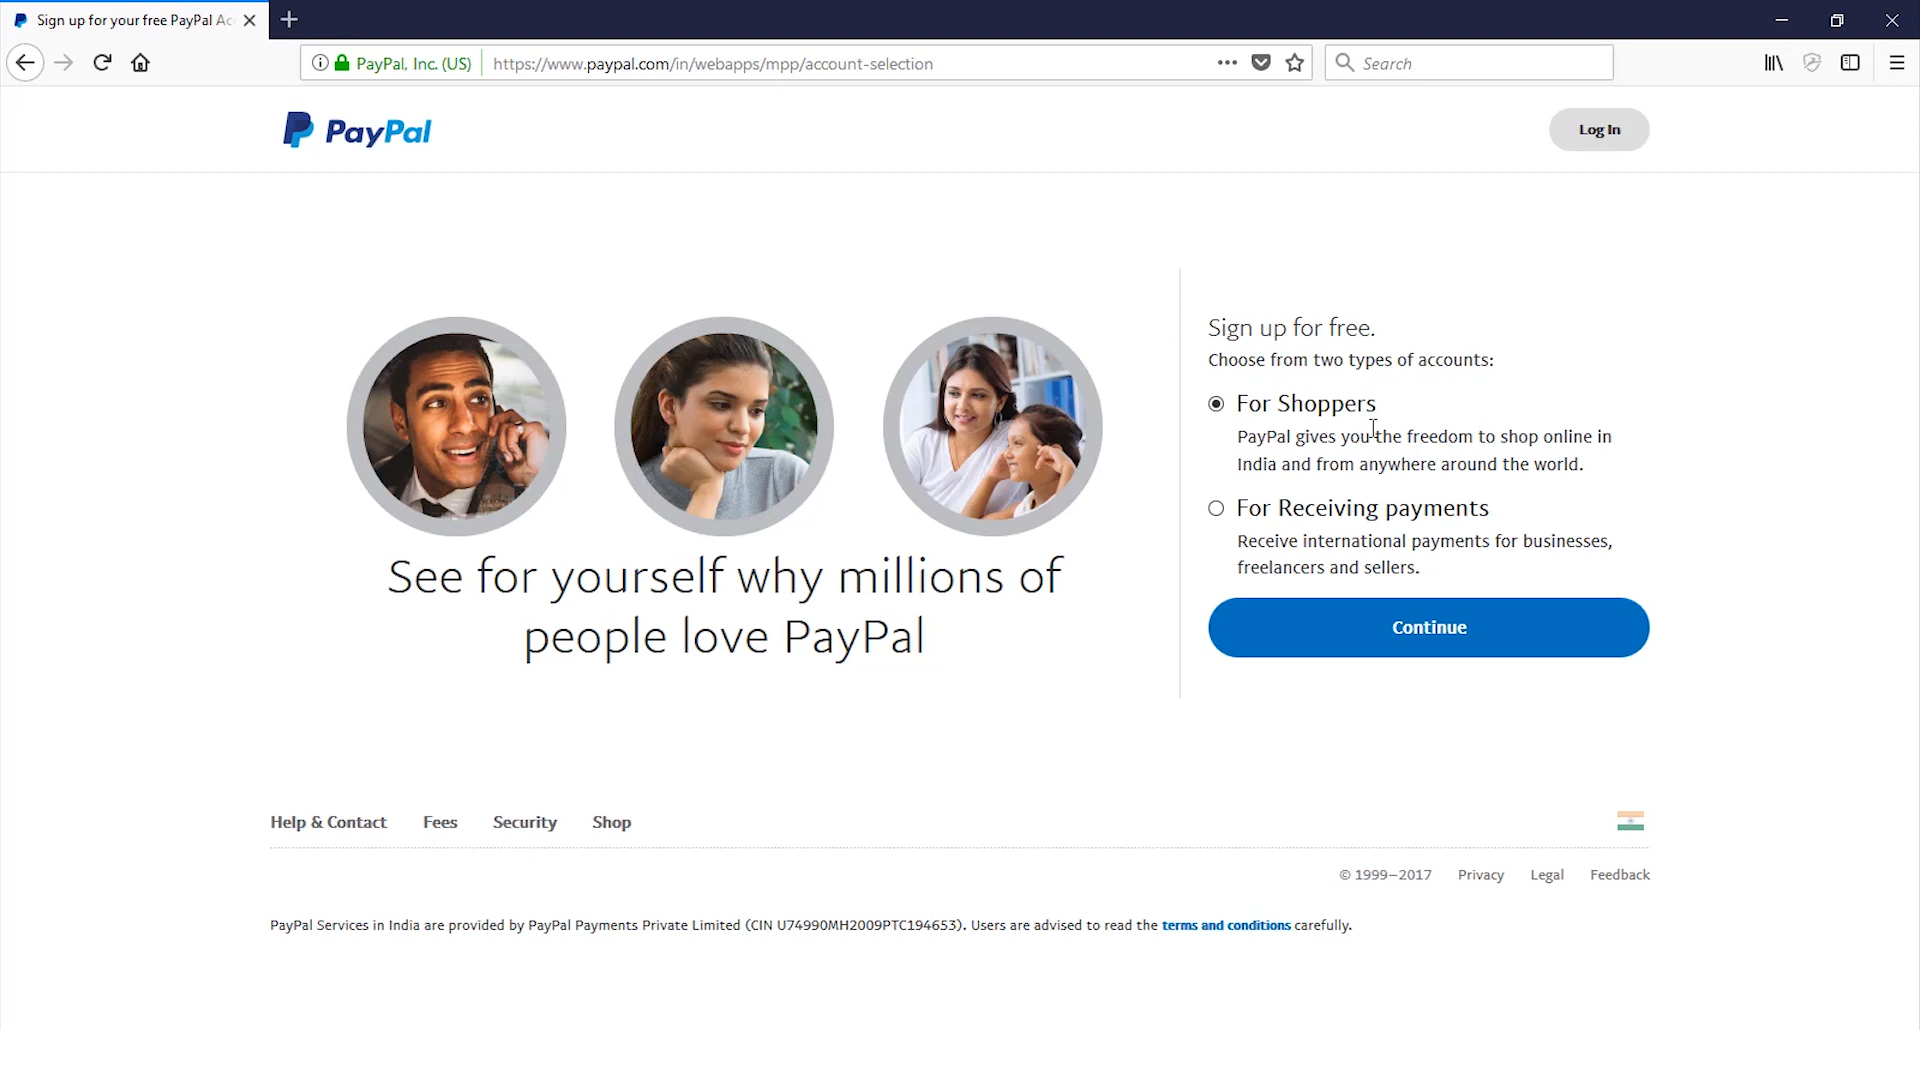 Sign up for your free PayPal Ac
PayPal, Inc. (US)
https://www.paypal.com/in/webapps/mpp/account-selection
Search
PayPal
Log In
Sign up for free.
Choose from two types of accounts:
For Shoppers
PayPal gives you the freedom to shop online in
India and from anywhere around the world.
For Receiving payments
Receive international payments for businesses,
freelancers and sellers.
Continue
See for yourself why millions of
people love PayPal
Help & Contact
Fees
Security
Shop
© 1999–2017
Privacy
Legal
Feedback
PayPal Services in India are provided by PayPal Payments Private Limited (CIN U74990MH2009PTC194653). Users are advised to read the terms and conditions carefully.